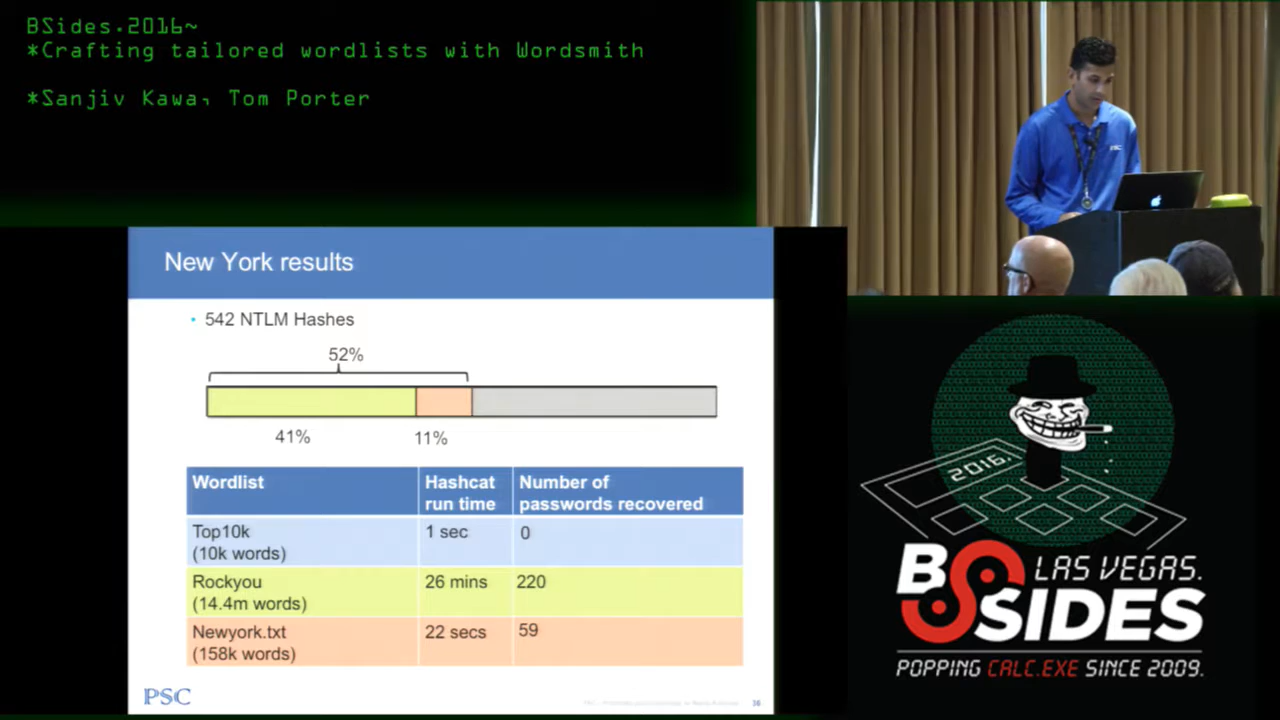 BSides.2016~
*Crafting tailored wordlists with Wordsmith
*Sanjiv Kawa, Tom Porter
PSC
New York results
• 542 NTLM Hashes
52%
41% 11%
Wordlist Hashcat run time Number of passwords recovered
Top10k (10k words) 1 sec 0
Rockyou (14.4m words) 26 mins 220
Newyork.txt (158k words) 22 secs 59
PSC
36
2016.
BSIDES
LAS VEGAS.
POPPING CALC.EXE SINCE 2009.